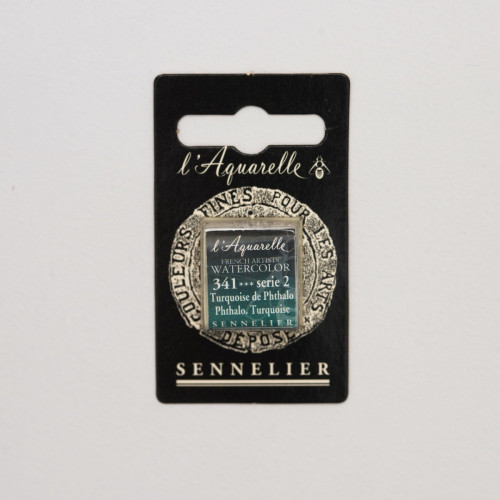 l'Aquarelle
COULEURS FINES POUR LES ARTS
DÉPOSÉ
l'Aquarelle
FRENCH ARTISTS'
WATERCOLOR
341 *** serie 2
Turquoise de Phthalo
Phthalo. Turquoise
SENNELIER
SENNELIER